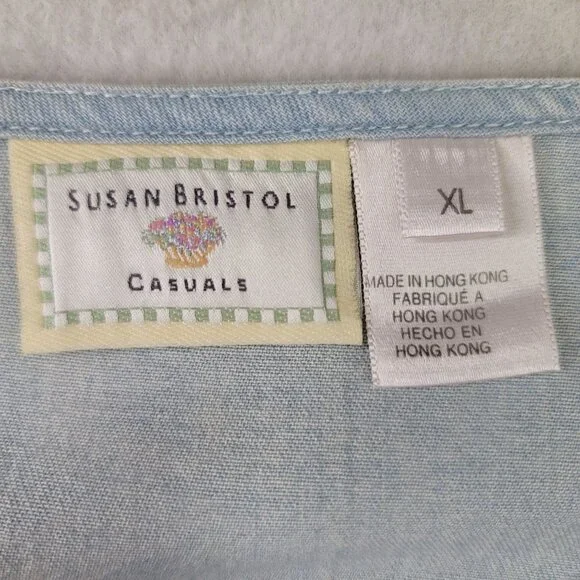 SUSAN BRISTOL
CASUALS
XL
MADE IN HONG KONG
FABRIQUÉ A
HONG KONG
HECHO EN
HONG KONG